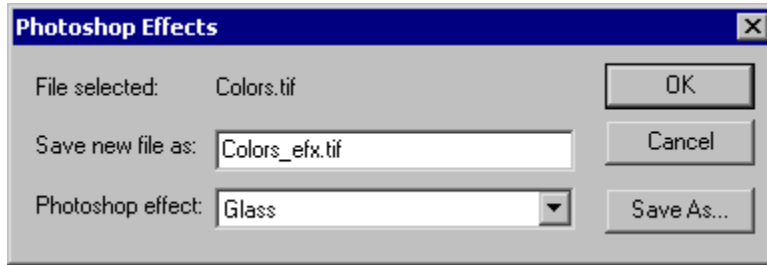 Photoshop Effects
File selected: Colors.tif
OK
Save new file as: Colors_efx.tif
Cancel
Photoshop effect: Glass
Save As...